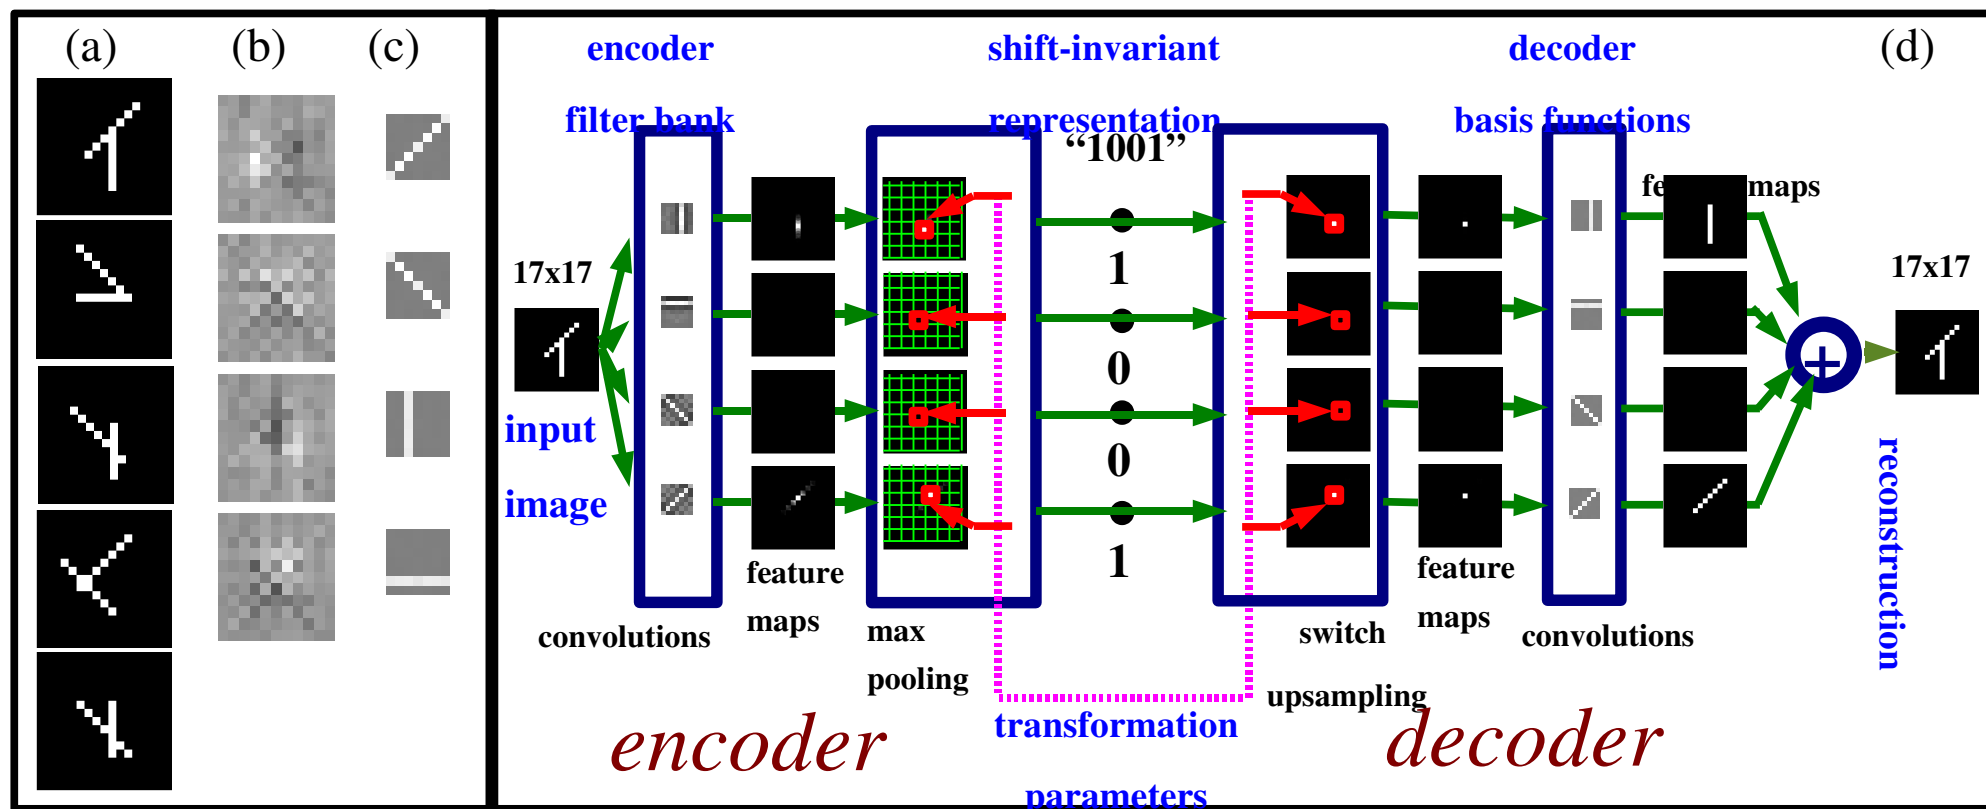 (a) (b) (c)
encoder
filter bank
shift-invariant
representation
decoder
basis functions
(d)
“1001”
17x17
input
image
convolutions
feature
maps
max
pooling
1
0
0
1
transformation
parameters
switch
upsampling
feature
maps
convolutions
maps
+
17x17
reconstruction
encoder
decoder